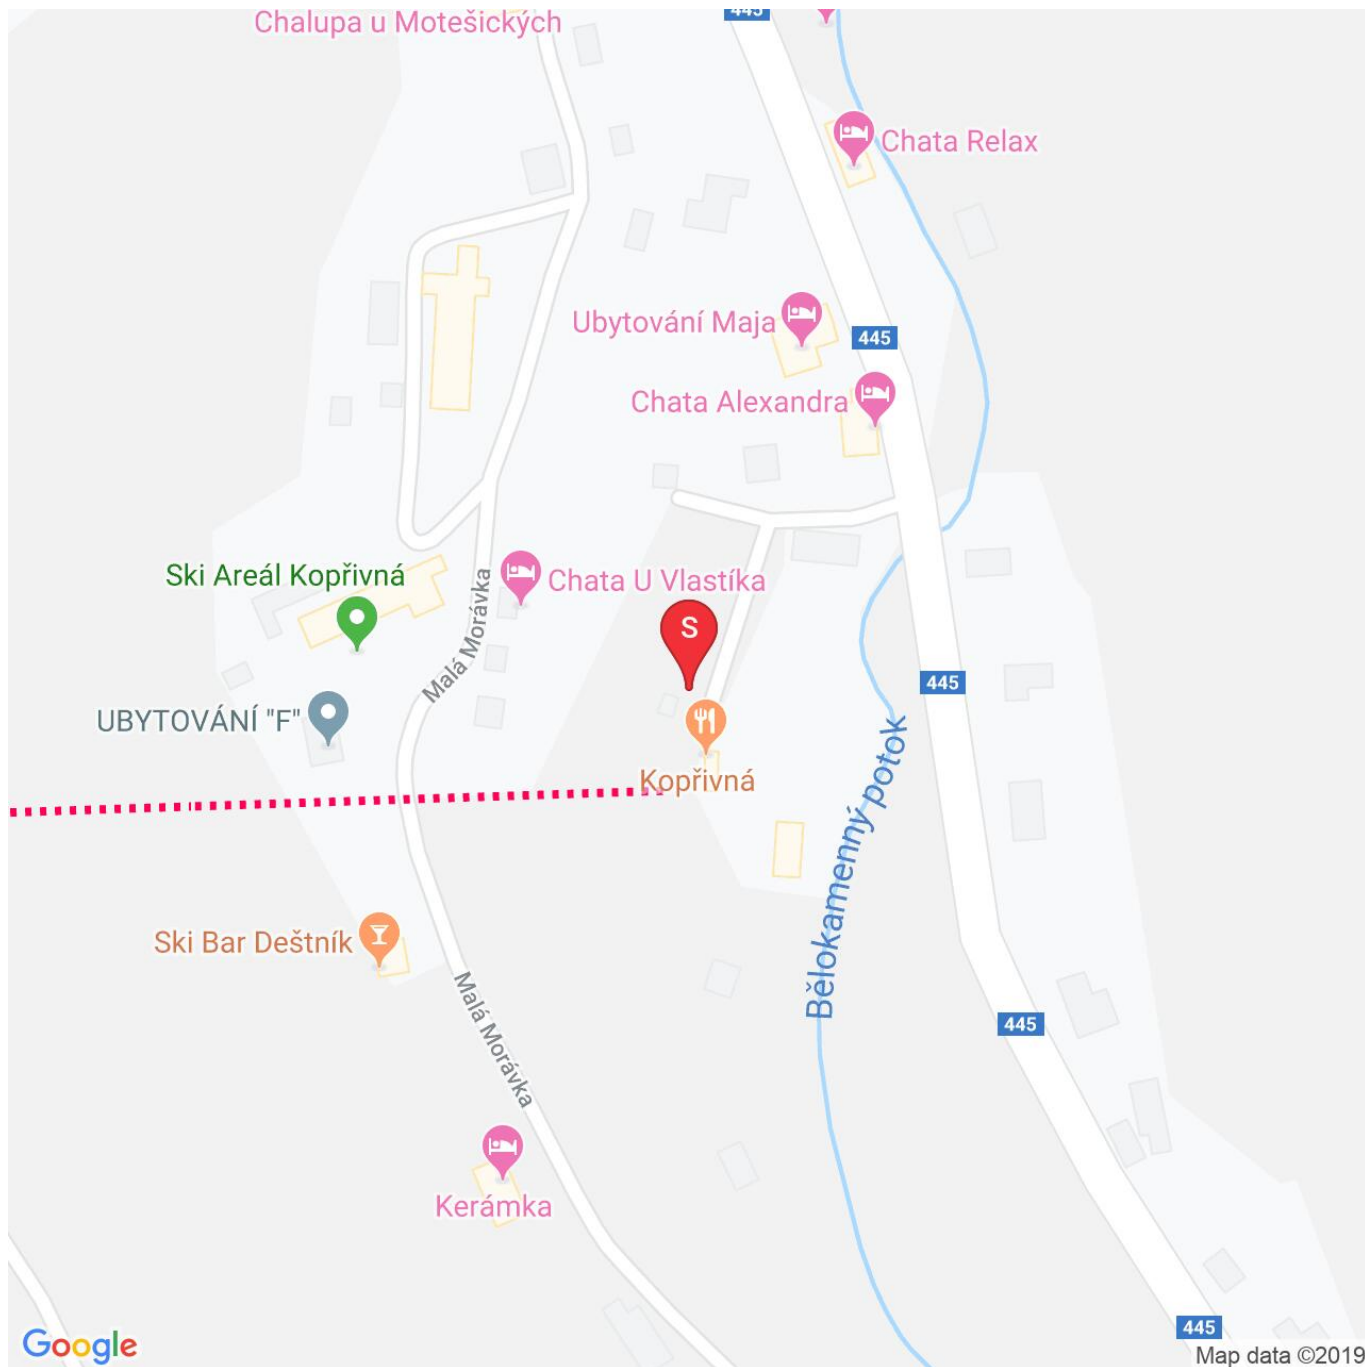 Chalupa u Motešických
445
Chata Relax
Ubytování Maja
445
Chata Alexandra
Ski Areál Kopřivná
Chata U Vlastíka
Malá Morávka
S
445
UBYTOVÁNÍ "F"
Kopřivná
Bělokamenný potok
Ski Bar Deštník
Malá Morávka
445
Kerámka
445
Google
Map data ©2019